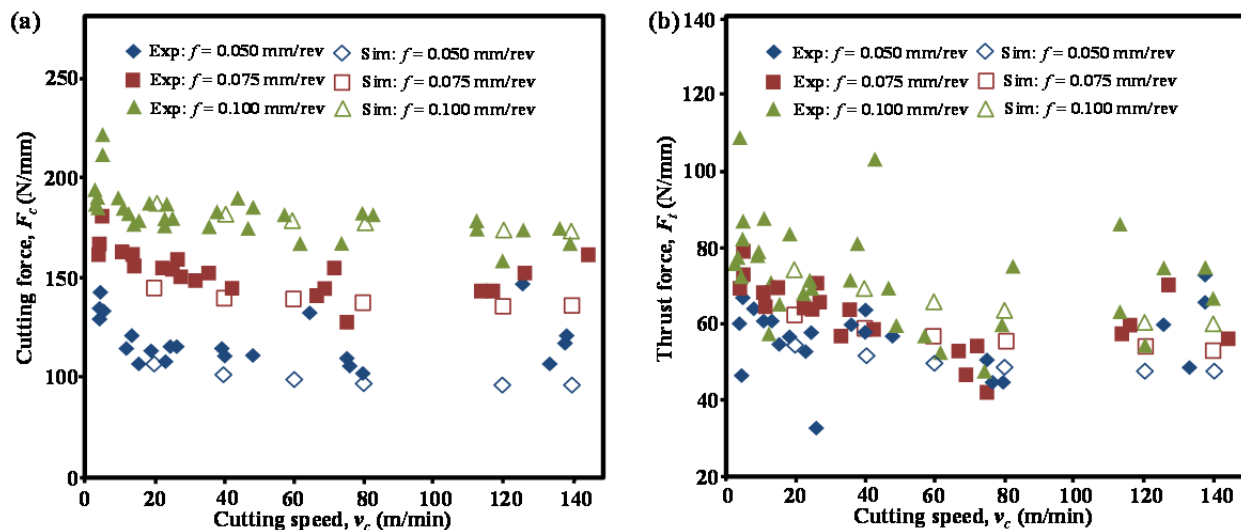 (a)
Exp: f = 0.050 mm/rev Sim: f = 0.050 mm/rev
Exp: f = 0.075 mm/rev Sim: f = 0.075 mm/rev
Exp: f = 0.100 mm/rev Sim: f = 0.100 mm/rev
250
200
150
100
0
0 20 40 60 80 100 120 140
Cutting force, Fc (N/mm)
Cutting speed, vc (m/min)
(b)
Exp: f = 0.050 mm/rev Sim: f = 0.050 mm/rev
Exp: f = 0.075 mm/rev Sim: f = 0.075 mm/rev
Exp: f = 0.100 mm/rev Sim: f = 0.100 mm/rev
140
120
100
80
60
40
20
0 20 40 60 80 100 120 140
Thrust force, Ft (N/mm)
Cutting speed, vc (m/min)